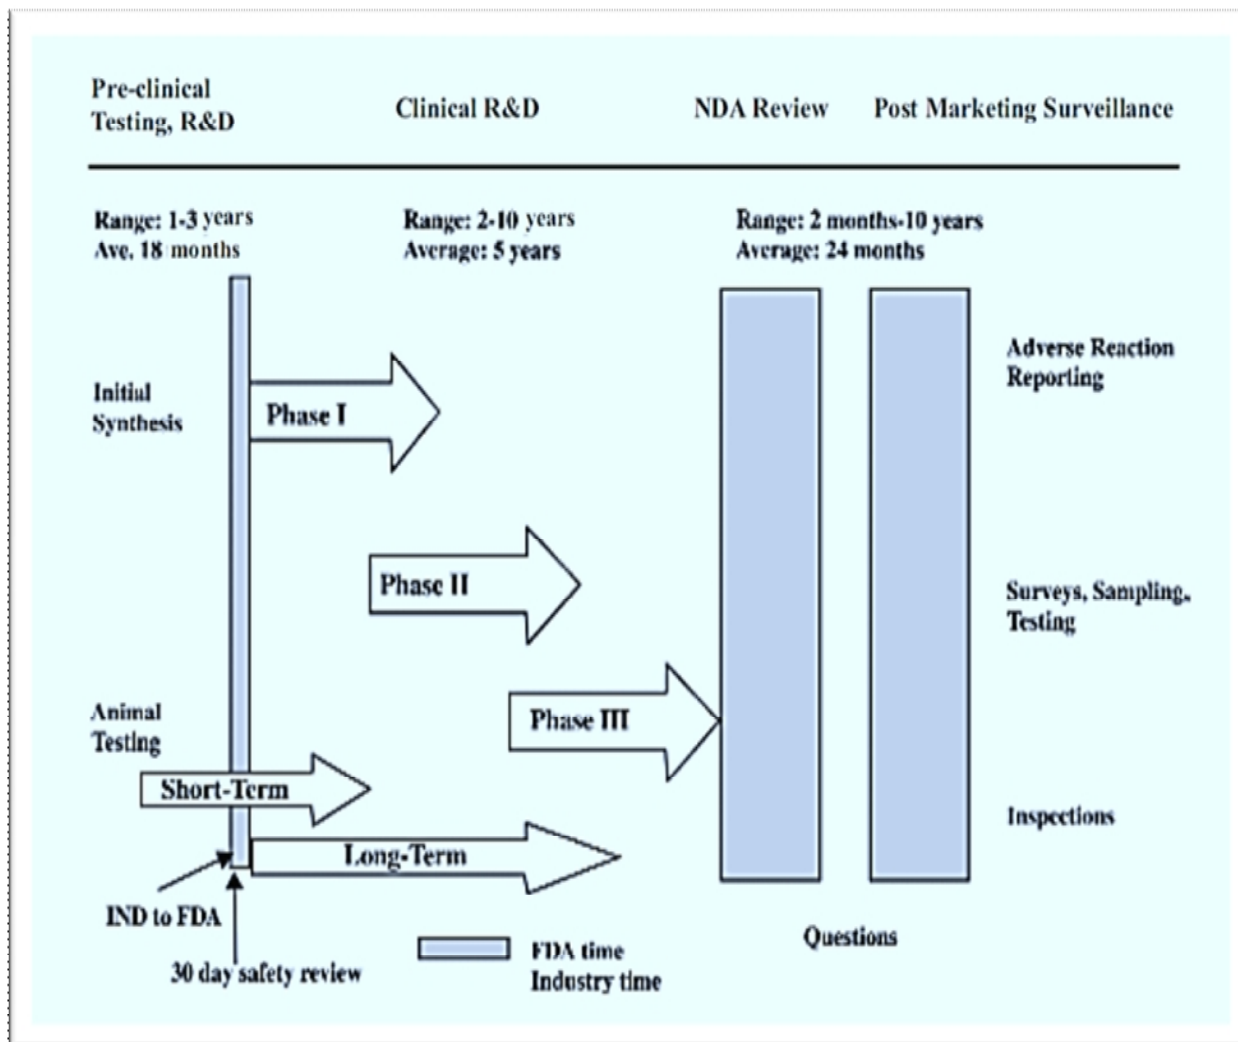 Pre-clinical
Testing, R&D
Clinical R&D
NDA Review
Post Marketing Surveillance
Range: 1-3 years
Ave. 18 months
Range: 2-10 years
Average: 5 years
Range: 2 months-10 years
Average: 24 months
Initial
Synthesis
Phase I
Adverse Reaction
Reporting
Phase II
Surveys, Sampling,
Testing
Animal
Testing
Phase III
Short-Term
Inspections
Long-Term
IND to FDA
30 day safety review
FDA time
Industry time
Questions